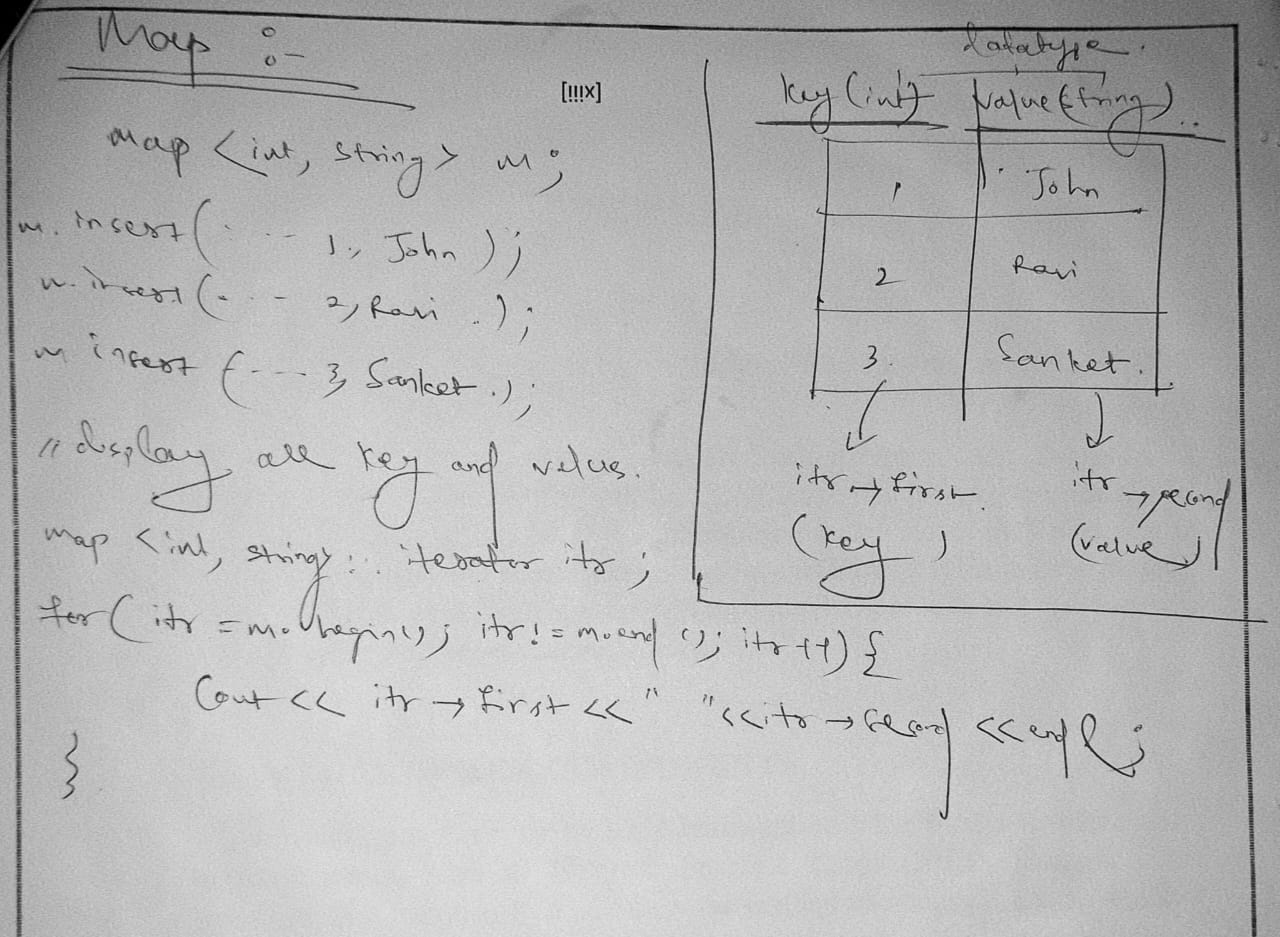 Map :-
[!!!X]
map <int, string> m;
m. insert( ... 1, John );
m. insert( ... 2, Ravi .);
m insert ( --- 3, Sanket .);
// display all key and velus.
map <int, string> :: iterator itr ;
for( itr = m.begin(); itr! = m.end (); itr ++) {
Cout << itr → first << " " << itr → second << endl ;
}
datatype.
key (int) value (string) ..
1 John
2 Ravi
3. Sanket.
itr → first. itr → second
(key) (value)